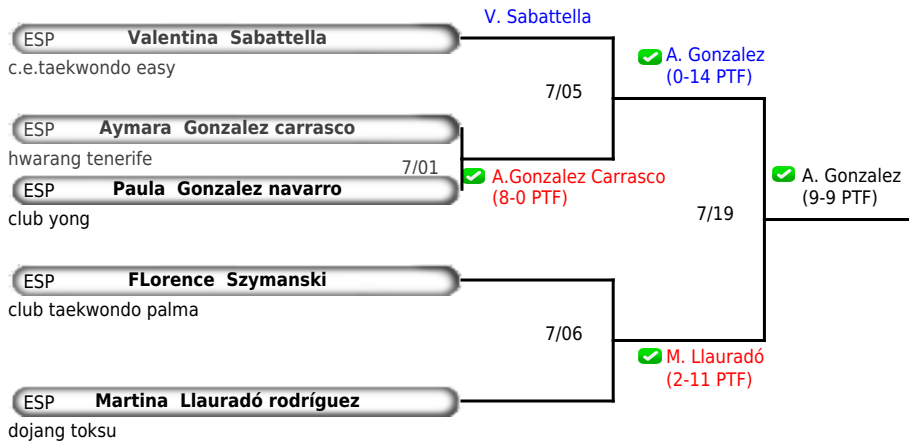 V. Sabattella
ESP Valentina Sabattella
c.e.taekwondo easy
A. Gonzalez
(0-14 PTF)
7/05
ESP Aymara Gonzalez carrasco
hwarang tenerife
7/01
A.Gonzalez Carrasco
(8-0 PTF)
A. Gonzalez
(9-9 PTF)
ESP Paula Gonzalez navarro
club yong
7/19
ESP FLorence Szymanski
club taekwondo palma
7/06
M. Llauradó
(2-11 PTF)
ESP Martina Llauradó rodríguez
dojang toksu